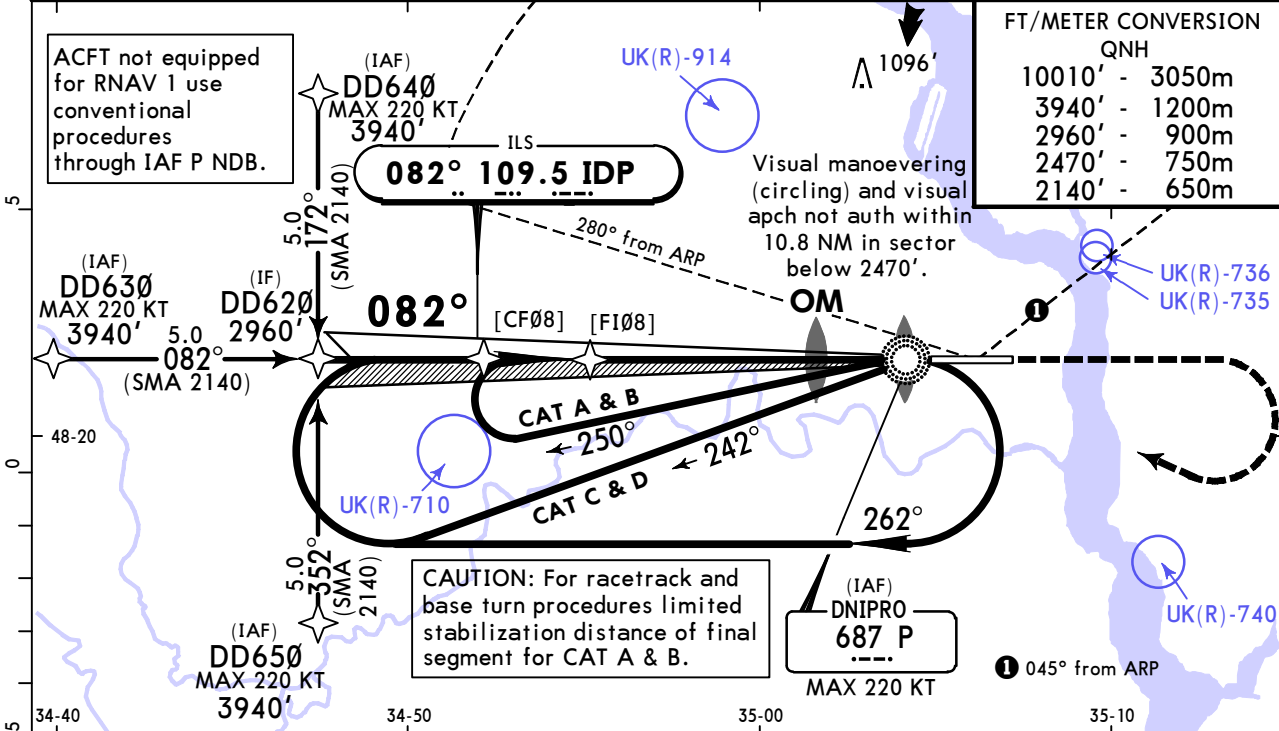 ACFT not equipped
for RNAV 1 use
conventional
procedures
through IAF P NDB.
(IAF)
DD64Ø
MAX 220 KT
3940'
5.0
172°
(SMA 2140)
ILS
082° 109.5 IDP
UK(R)-914
1096'
FT/METER CONVERSION
QNH
10010' - 3050m
3940' - 1200m
2960' - 900m
2470' - 750m
2140' - 650m
Visual manoevering
(circling) and visual
apch not auth within
10.8 NM in sector
below 2470'.
280° from ARP
5
(IAF)
DD63Ø
MAX 220 KT
3940'
5.0
082°
(SMA 2140)
(IF)
DD62Ø
2960'
082°
[CFØ8]
[FIØ8]
OM
1
UK(R)-736
UK(R)-735
CAT A & B
250°
242°
CAT C & D
48-20
0
UK(R)-710
262°
5.0
352°
(SMA
2140)
(IAF)
DD65Ø
MAX 220 KT
3940'
CAUTION: For racetrack and
base turn procedures limited
stabilization distance of final
segment for CAT A & B.
(IAF)
DNIPRO
687 P
MAX 220 KT
UK(R)-740
1 045° from ARP
5
34-40
34-50
35-00
35-10